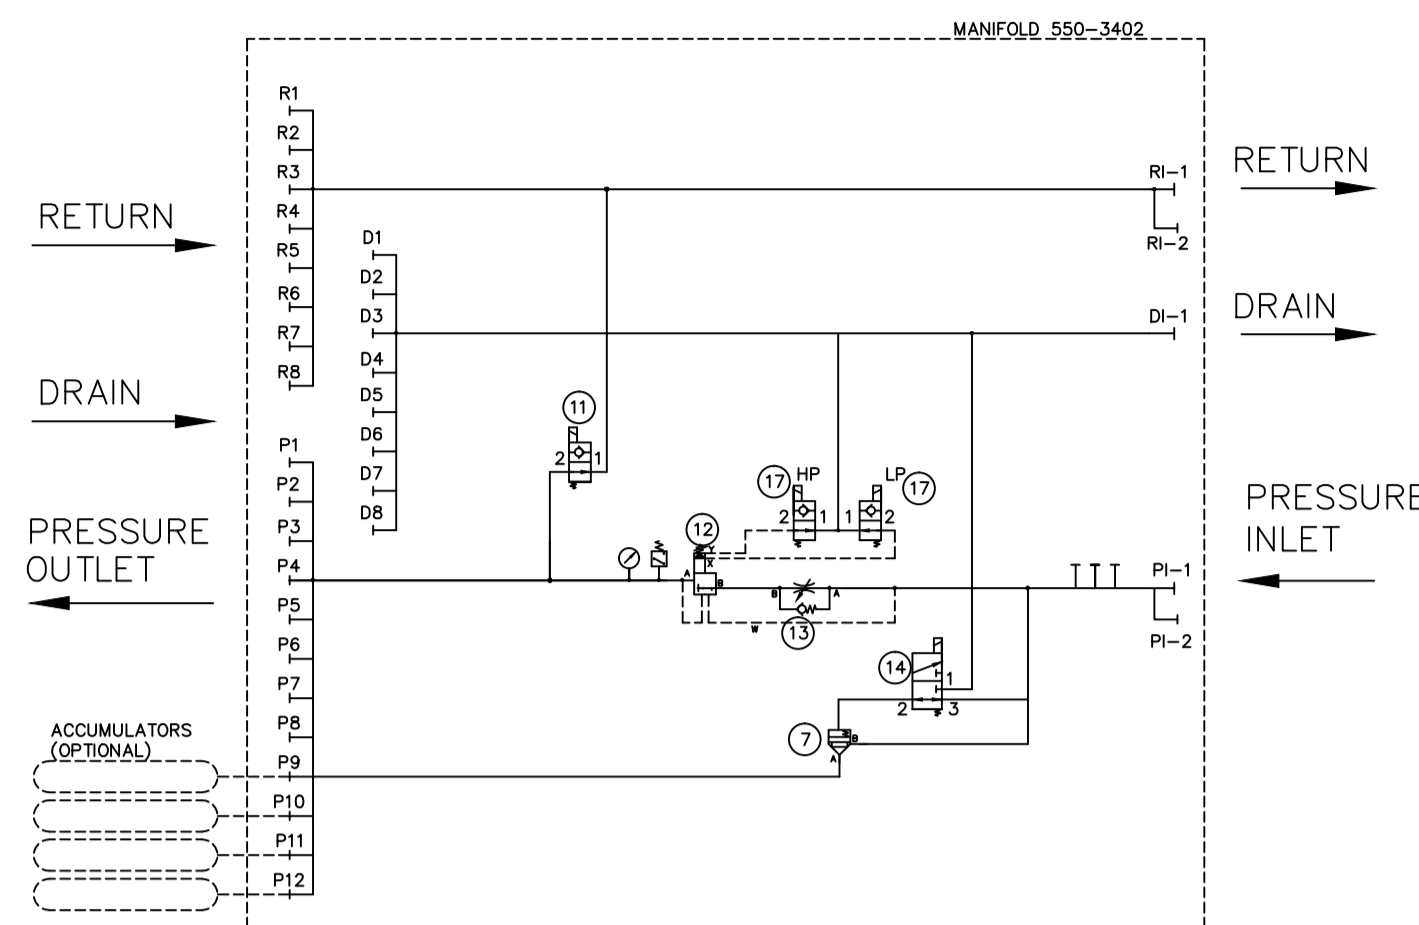 MANIFOLD 550-3402
R1
R2
R3
R4
R5
R6
R7
R8
RETURN
DRAIN
PRESSURE
OUTLET
D1
D2
D3
D4
D5
D6
D7
D8
P1
P2
P3
P4
P5
P6
P7
P8
P9
P10
P11
P12
ACCUMULATORS
(OPTIONAL)
11
2 1
12
Y
X
A
B
17 HP
2 1
LP 17
1 2
B A
13
W
14
1
2 3
7
B
A
RI-1
RI-2
DI-1
PI-1
PI-2
RETURN
DRAIN
PRESSURE
INLET